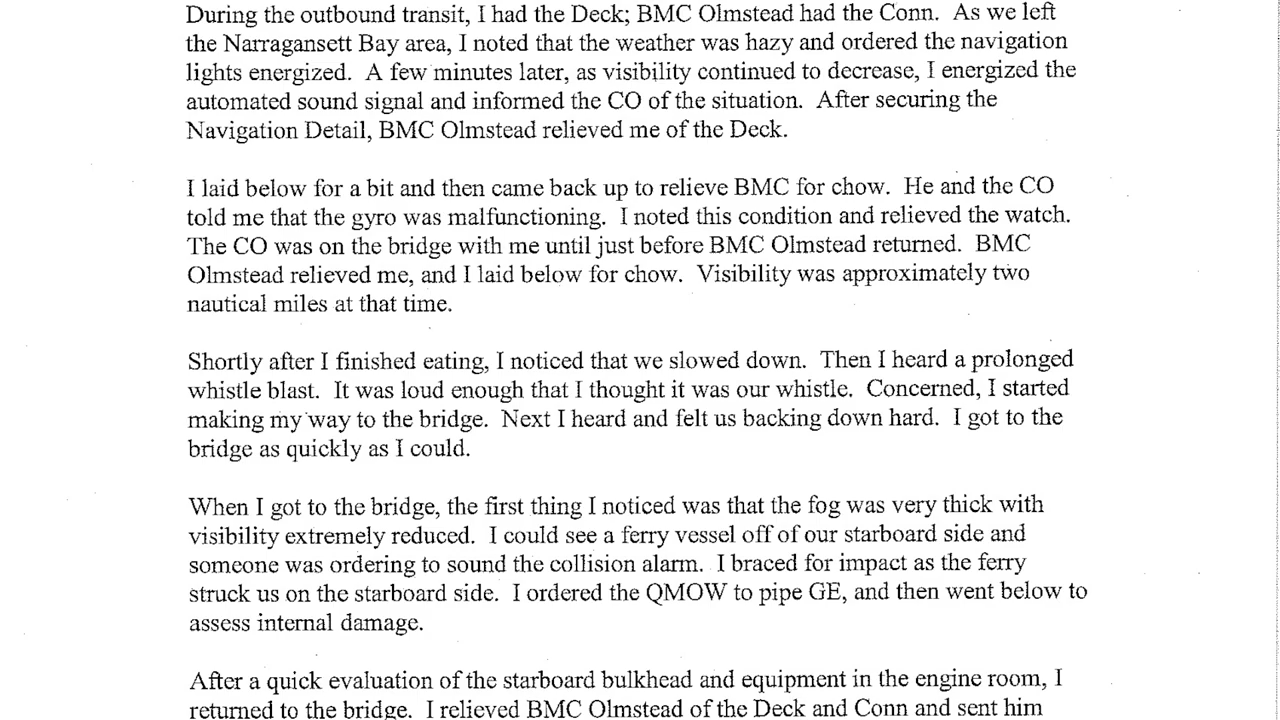 During the outbound transit, I had the Deck; BMC Olmstead had the Conn.  As we left
the Narragansett Bay area, I noted that the weather was hazy and ordered the navigation
lights energized.  A few minutes later, as visibility continued to decrease, I energized the
automated sound signal and informed the CO of the situation.  After securing the
Navigation Detail, BMC Olmstead relieved me of the Deck.
I laid below for a bit and then came back up to relieve BMC for chow.  He and the CO
told me that the gyro was malfunctioning.  I noted this condition and relieved the watch.
The CO was on the bridge with me until just before BMC Olmstead returned.  BMC
Olmstead relieved me, and I laid below for chow.  Visibility was approximately two
nautical miles at that time.
Shortly after I finished eating, I noticed that we slowed down.  Then I heard a prolonged
whistle blast.  It was loud enough that I thought it was our whistle.  Concerned, I started
making my way to the bridge.  Next I heard and felt us backing down hard.  I got to the
bridge as quickly as I could.
When I got to the bridge, the first thing I noticed was that the fog was very thick with
visibility extremely reduced.  I could see a ferry vessel off of our starboard side and
someone was ordering to sound the collision alarm.  I braced for impact as the ferry
struck us on the starboard side.  I ordered the QMOW to pipe GE, and then went below to
assess internal damage.
After a quick evaluation of the starboard bulkhead and equipment in the engine room, I
returned to the bridge.  I relieved BMC Olmstead of the Deck and Conn and sent him